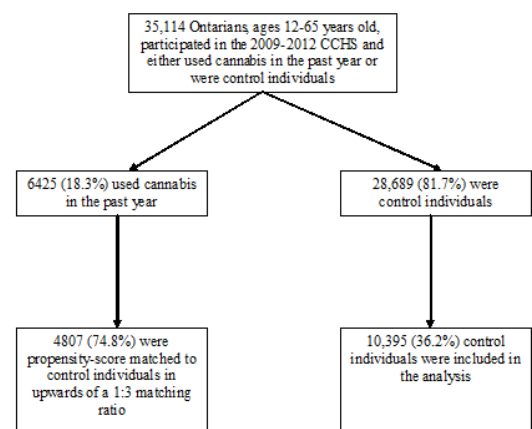 35,114 Ontarians, ages 12-65 years old,
participated in the 2009-2012 CCHS and
either used cannabis in the past year or
were control individuals
6425 (18.3%) used cannabis
in the past year
28,689 (81.7%) were
control individuals
4807 (74.8%) were
propensity-score matched to
control individuals in
upwards of a 1:3 matching
ratio
10,395 (36.2%) control
individuals were included in
the analysis